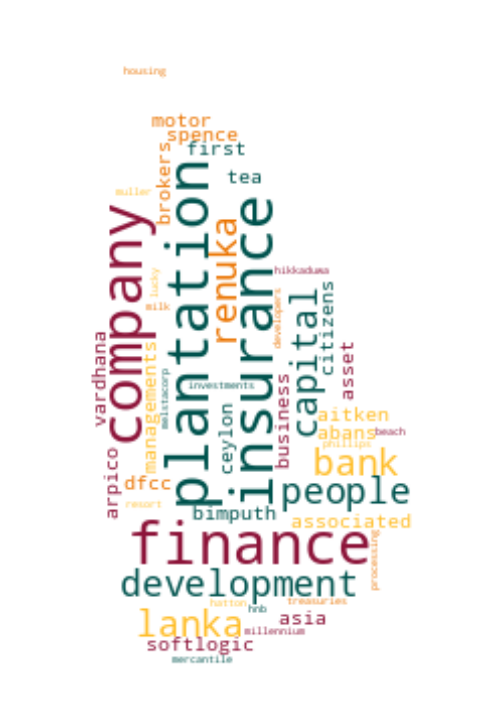 housing
motor
spence
first
brokers
tea
muller
plantation
insurance
company
renuka
hikkaduwa
lucky
milk
developers
capital
citizens
vardhana
managements
melstacorp
asset
investments
business
ceylon
aitken
abans
beach
phillips
bank
arpico
dfcc
people
resort
bimputh
associated
finance
processing
development
hatton
hnb
treasuries
lanka
asia
millennium
softlogic
mercantile